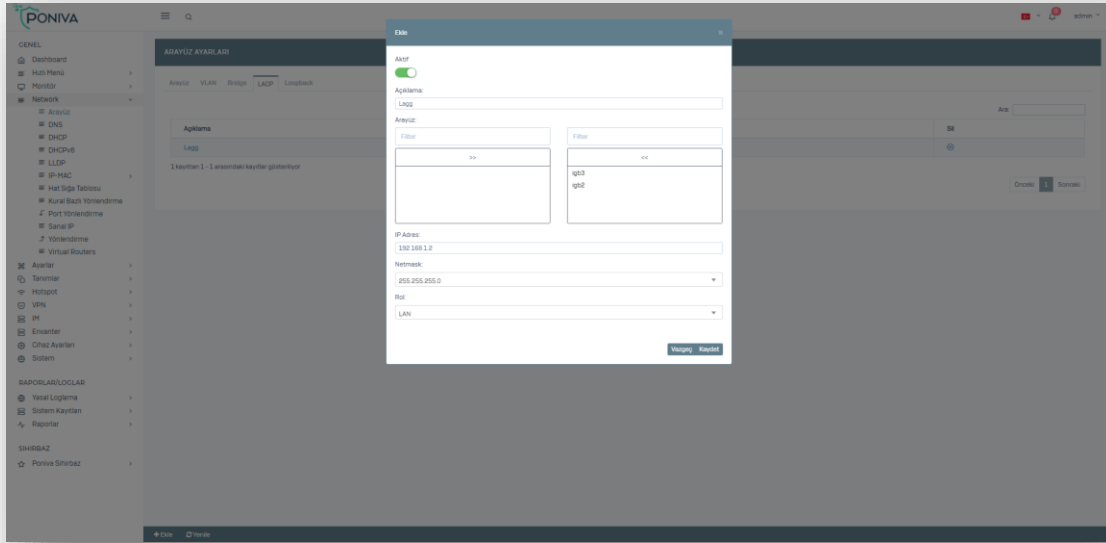 PONIVA
admin
GENEL
Dashboard
Hızlı Menü
Monitör
Network
Arayüz
DNS
DHCP
DHCPv6
LLDP
IP-MAC
Hat Sığa Tablosu
Kural Bazlı Yönlendirme
Port Yönlendirme
Sanal IP
Yönlendirme
Virtual Routers
Ayarlar
Tanımlar
Hotspot
VPN
IM
Envanter
Cihaz Ayarları
Sistem
RAPORLAR/LOGLAR
Yasal Loglama
Sistem Kayıtları
Raporlar
SİHİRBAZ
Poniva Sihirbaz
ARAYÜZ AYARLARI
Arayüz VLAN Bridge LACP Loopback
Ara:
Açıklama Sil
Lagg
1 kayıttan 1 - 1 arasındaki kayıtlar gösteriliyor
Önceki 1 Sonraki
Ekle ×
Aktif
Açıklama:
Lagg
Arayüz:
Filter Filter
>> <<
igb3
igb2
IP Adres:
192.168.1.2
Netmask:
255.255.255.0
Rol:
LAN
Vazgeç Kaydet
+ Ekle Yenile